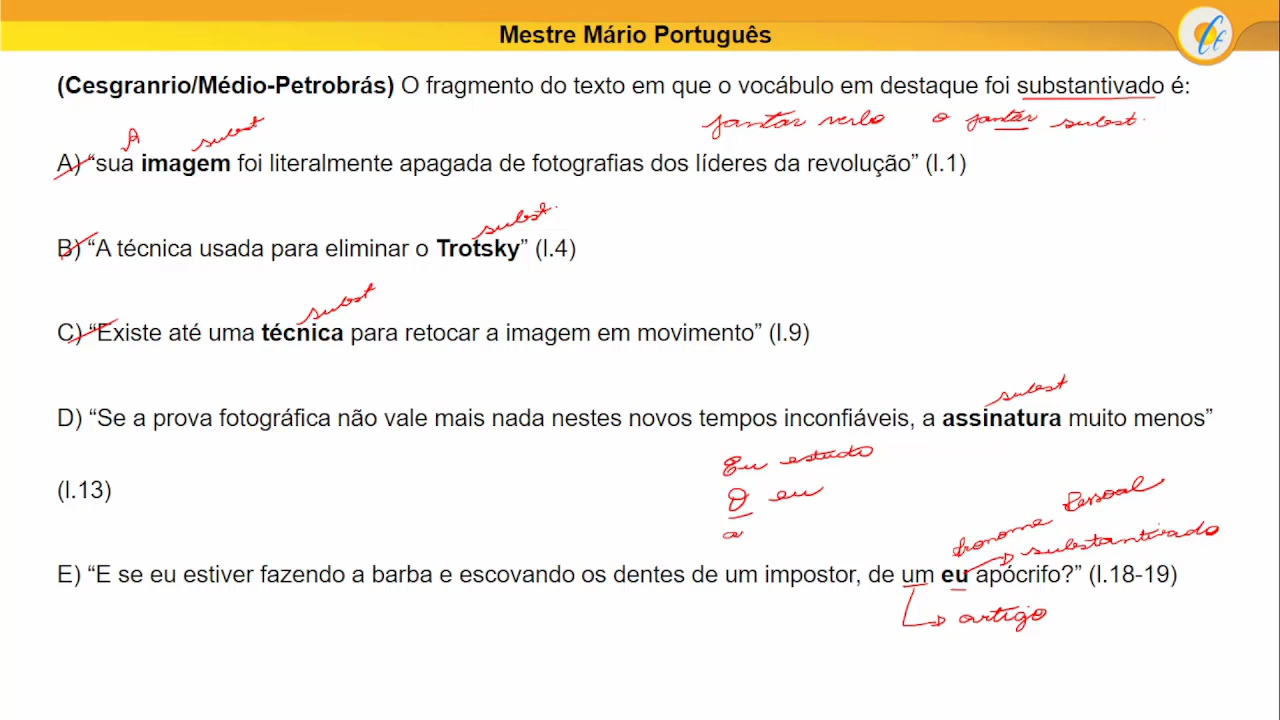 Mestre Mário Português
(Cesgranrio/Médio-Petrobrás) O fragmento do texto em que o vocábulo em destaque foi substantivado é:
jantar verbo o jantar subst.
A subst
A) “sua imagem foi literalmente apagada de fotografias dos líderes da revolução” (l.1)
subst.
B) “A técnica usada para eliminar o Trotsky” (l.4)
subst
C) “Existe até uma técnica para retocar a imagem em movimento” (l.9)
subst
D) “Se a prova fotográfica não vale mais nada nestes novos tempos inconfiáveis, a assinatura muito menos”
Eu estudo
(l.13)
O eu
a
pronome Pessoal
substantivado
E) “E se eu estiver fazendo a barba e escovando os dentes de um impostor, de um eu apócrifo?” (l.18-19)
artigo